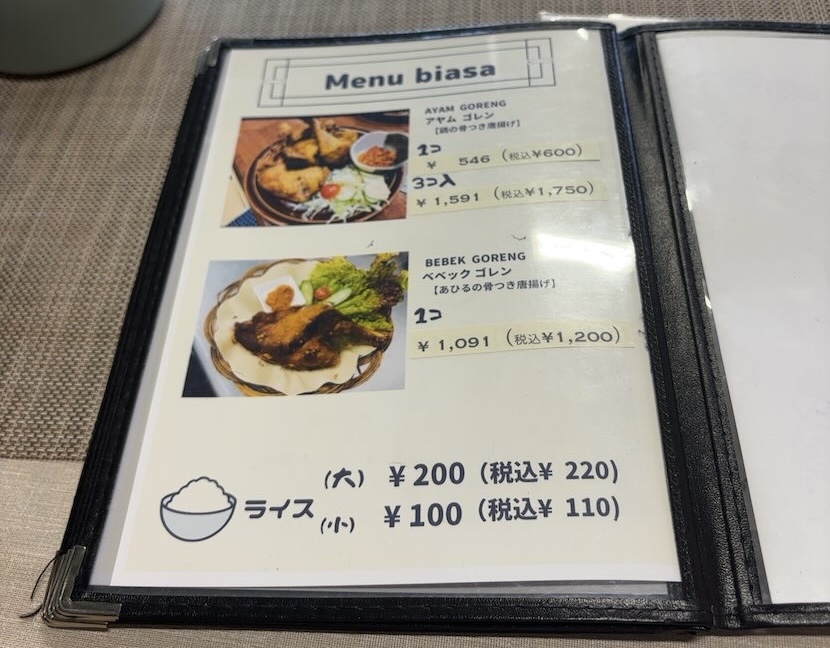 Menu biasa
AYAM GORENG
アヤム ゴレン
【鶏の骨つき唐揚げ】
1コ
¥ 546 (税込¥600)
3コ入
¥ 1,591 (税込¥1,750)
BEBEK GORENG
ベベック ゴレン
【あひるの骨つき唐揚げ】
1コ
¥ 1,091 (税込¥1,200)
ライス
(大) ¥200 (税込¥ 220)
(小) ¥100 (税込¥ 110)